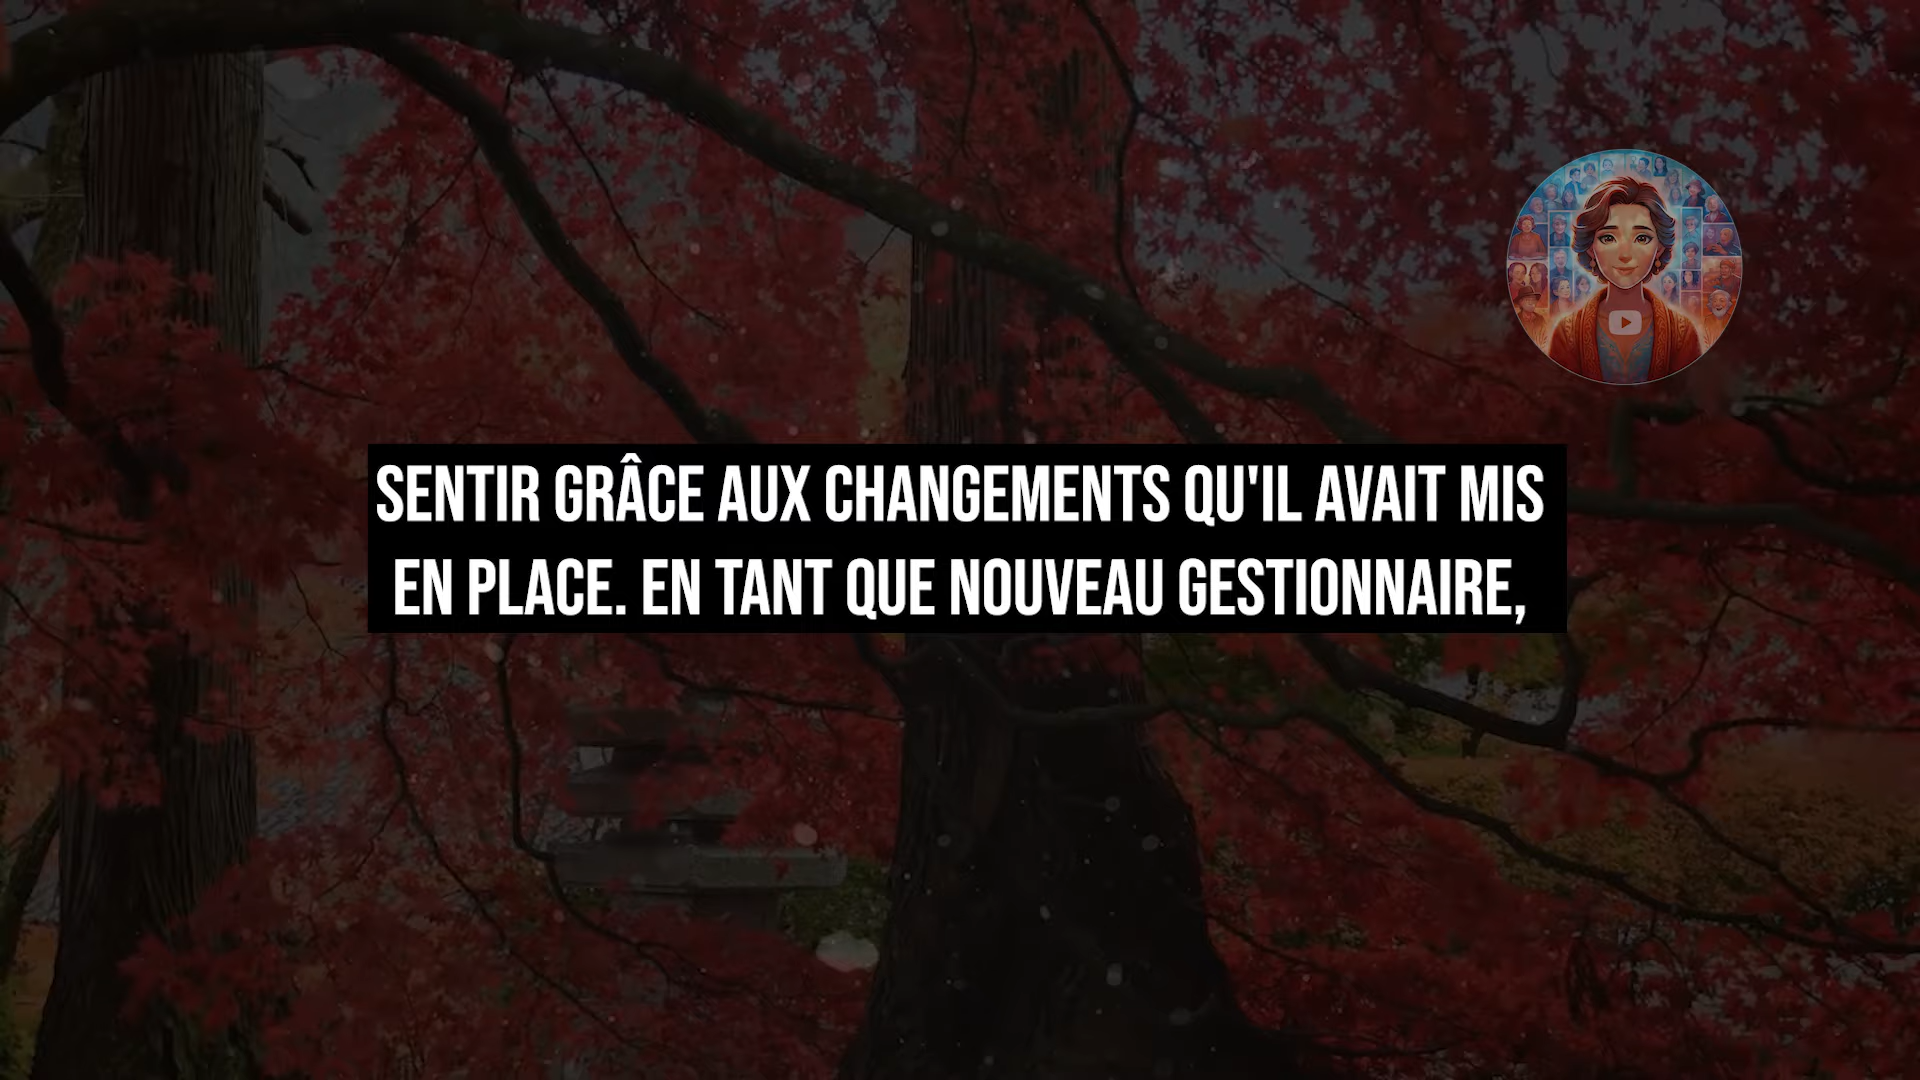 SENTIR GRÂCE AUX CHANGEMENTS QU'IL AVAIT MIS
EN PLACE. EN TANT QUE NOUVEAU GESTIONNAIRE,